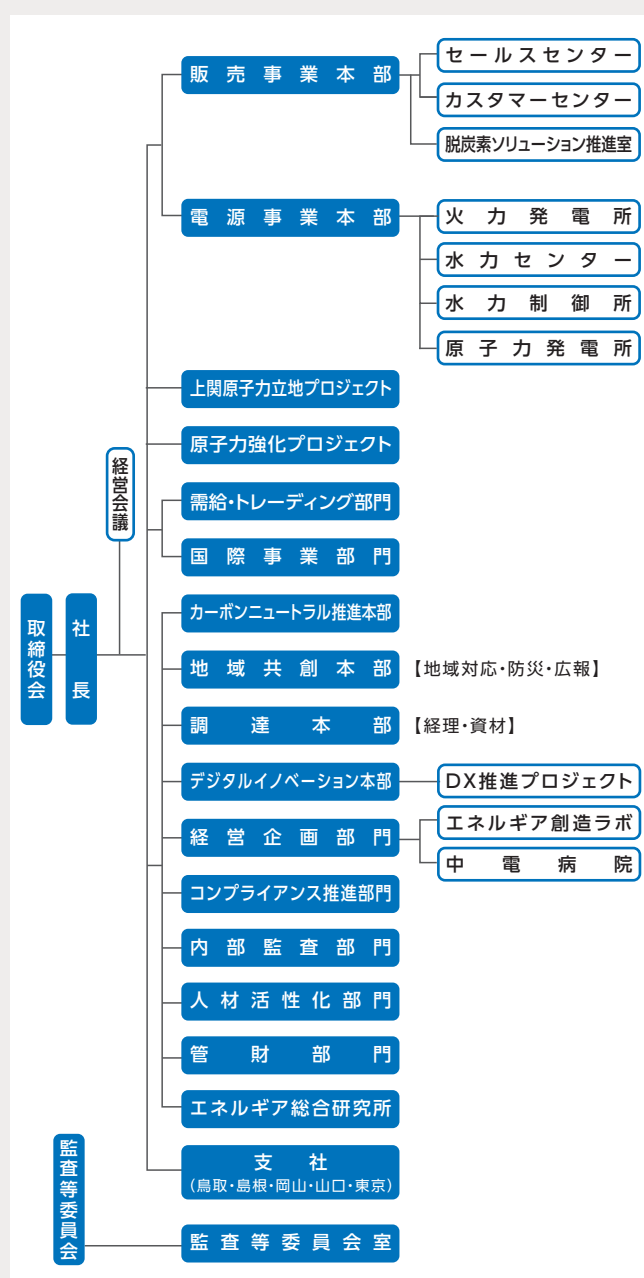 取締役会
社長
経営会議
販売事業本部
セールスセンター
カスタマーセンター
脱炭素ソリューション推進室
電源事業本部
火力発電所
水力センター
水力制御所
原子力発電所
上関原子力立地プロジェクト
原子力強化プロジェクト
需給・トレーディング部門
国際事業部門
カーボンニュートラル推進本部
地域共創本部 【地域対応・防災・広報】
調達本部 【経理・資材】
デジタルイノベーション本部
DX推進プロジェクト
経営企画部門
エネルギア創造ラボ
中電病院
コンプライアンス推進部門
内部監査部門
人材活性化部門
管財部門
エネルギア総合研究所
支社
（鳥取・島根・岡山・山口・東京）
監査等委員会
監査等委員会室